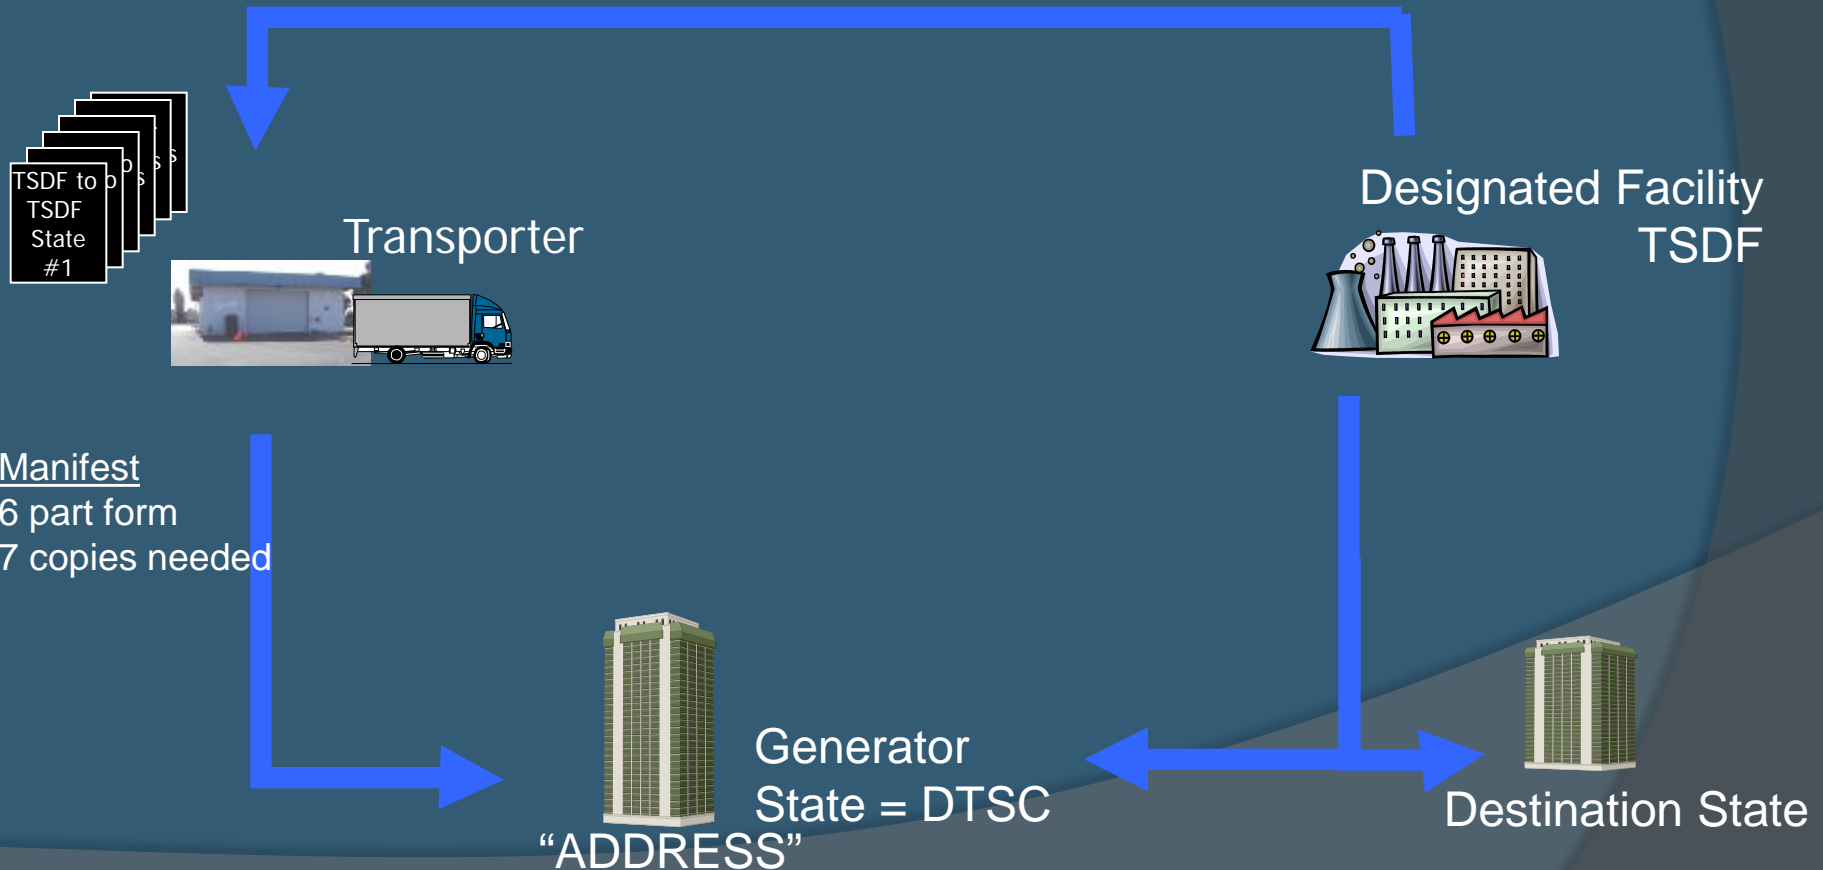 TSDF to
TSDF
State
#1
Transporter
Designated Facility
TSDF
Manifest
6 part form
7 copies needed
Generator
State = DTSC
“ADDRESS”
Destination State